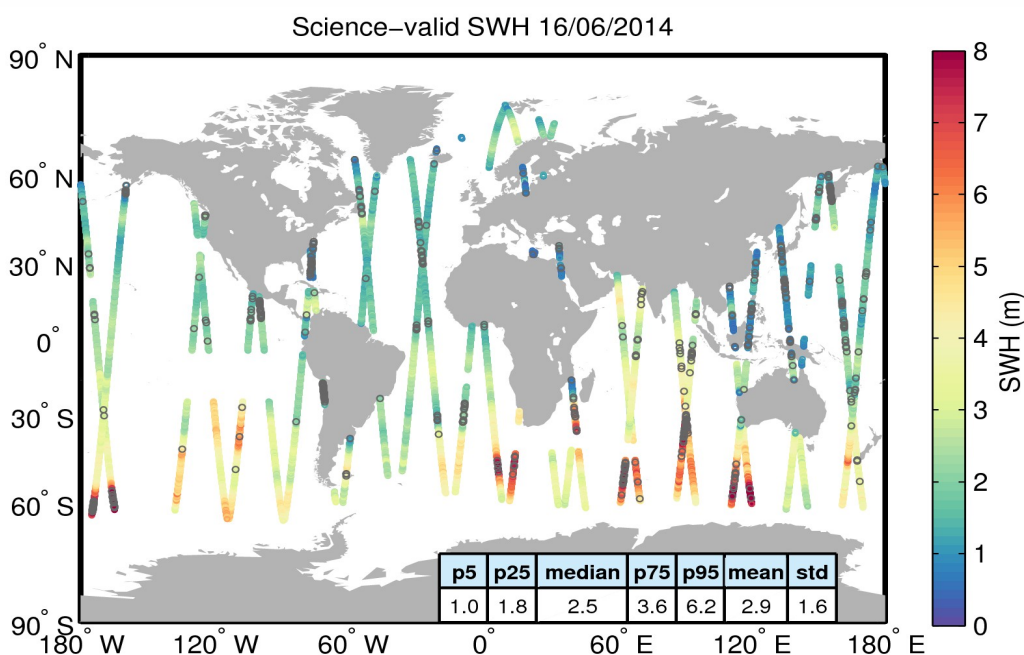 Science−valid SWH 16/06/2014
90° N
60° N
30° N
0°
30° S
60° S
90° S
180° W
120° W
60° W
0°
60° E
120° E
180° E
p5 p25 median p75 p95 mean std
1.0 1.8 2.5 3.6 6.2 2.9 1.6
8
7
6
5
4
3
2
1
0
SWH (m)